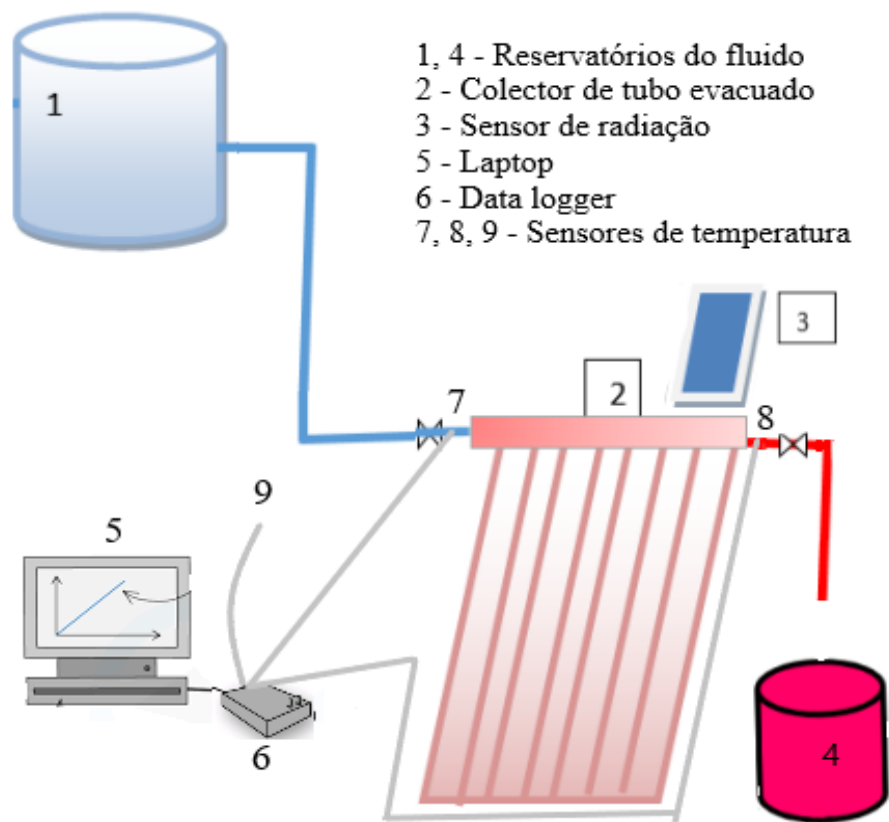 1, 4 - Reservatórios do fluido
2 - Colector de tubo evacuado
3 - Sensor de radiação
5 - Laptop
6 - Data logger
7, 8, 9 - Sensores de temperatura
1
3
2
7
8
9
5
6
4